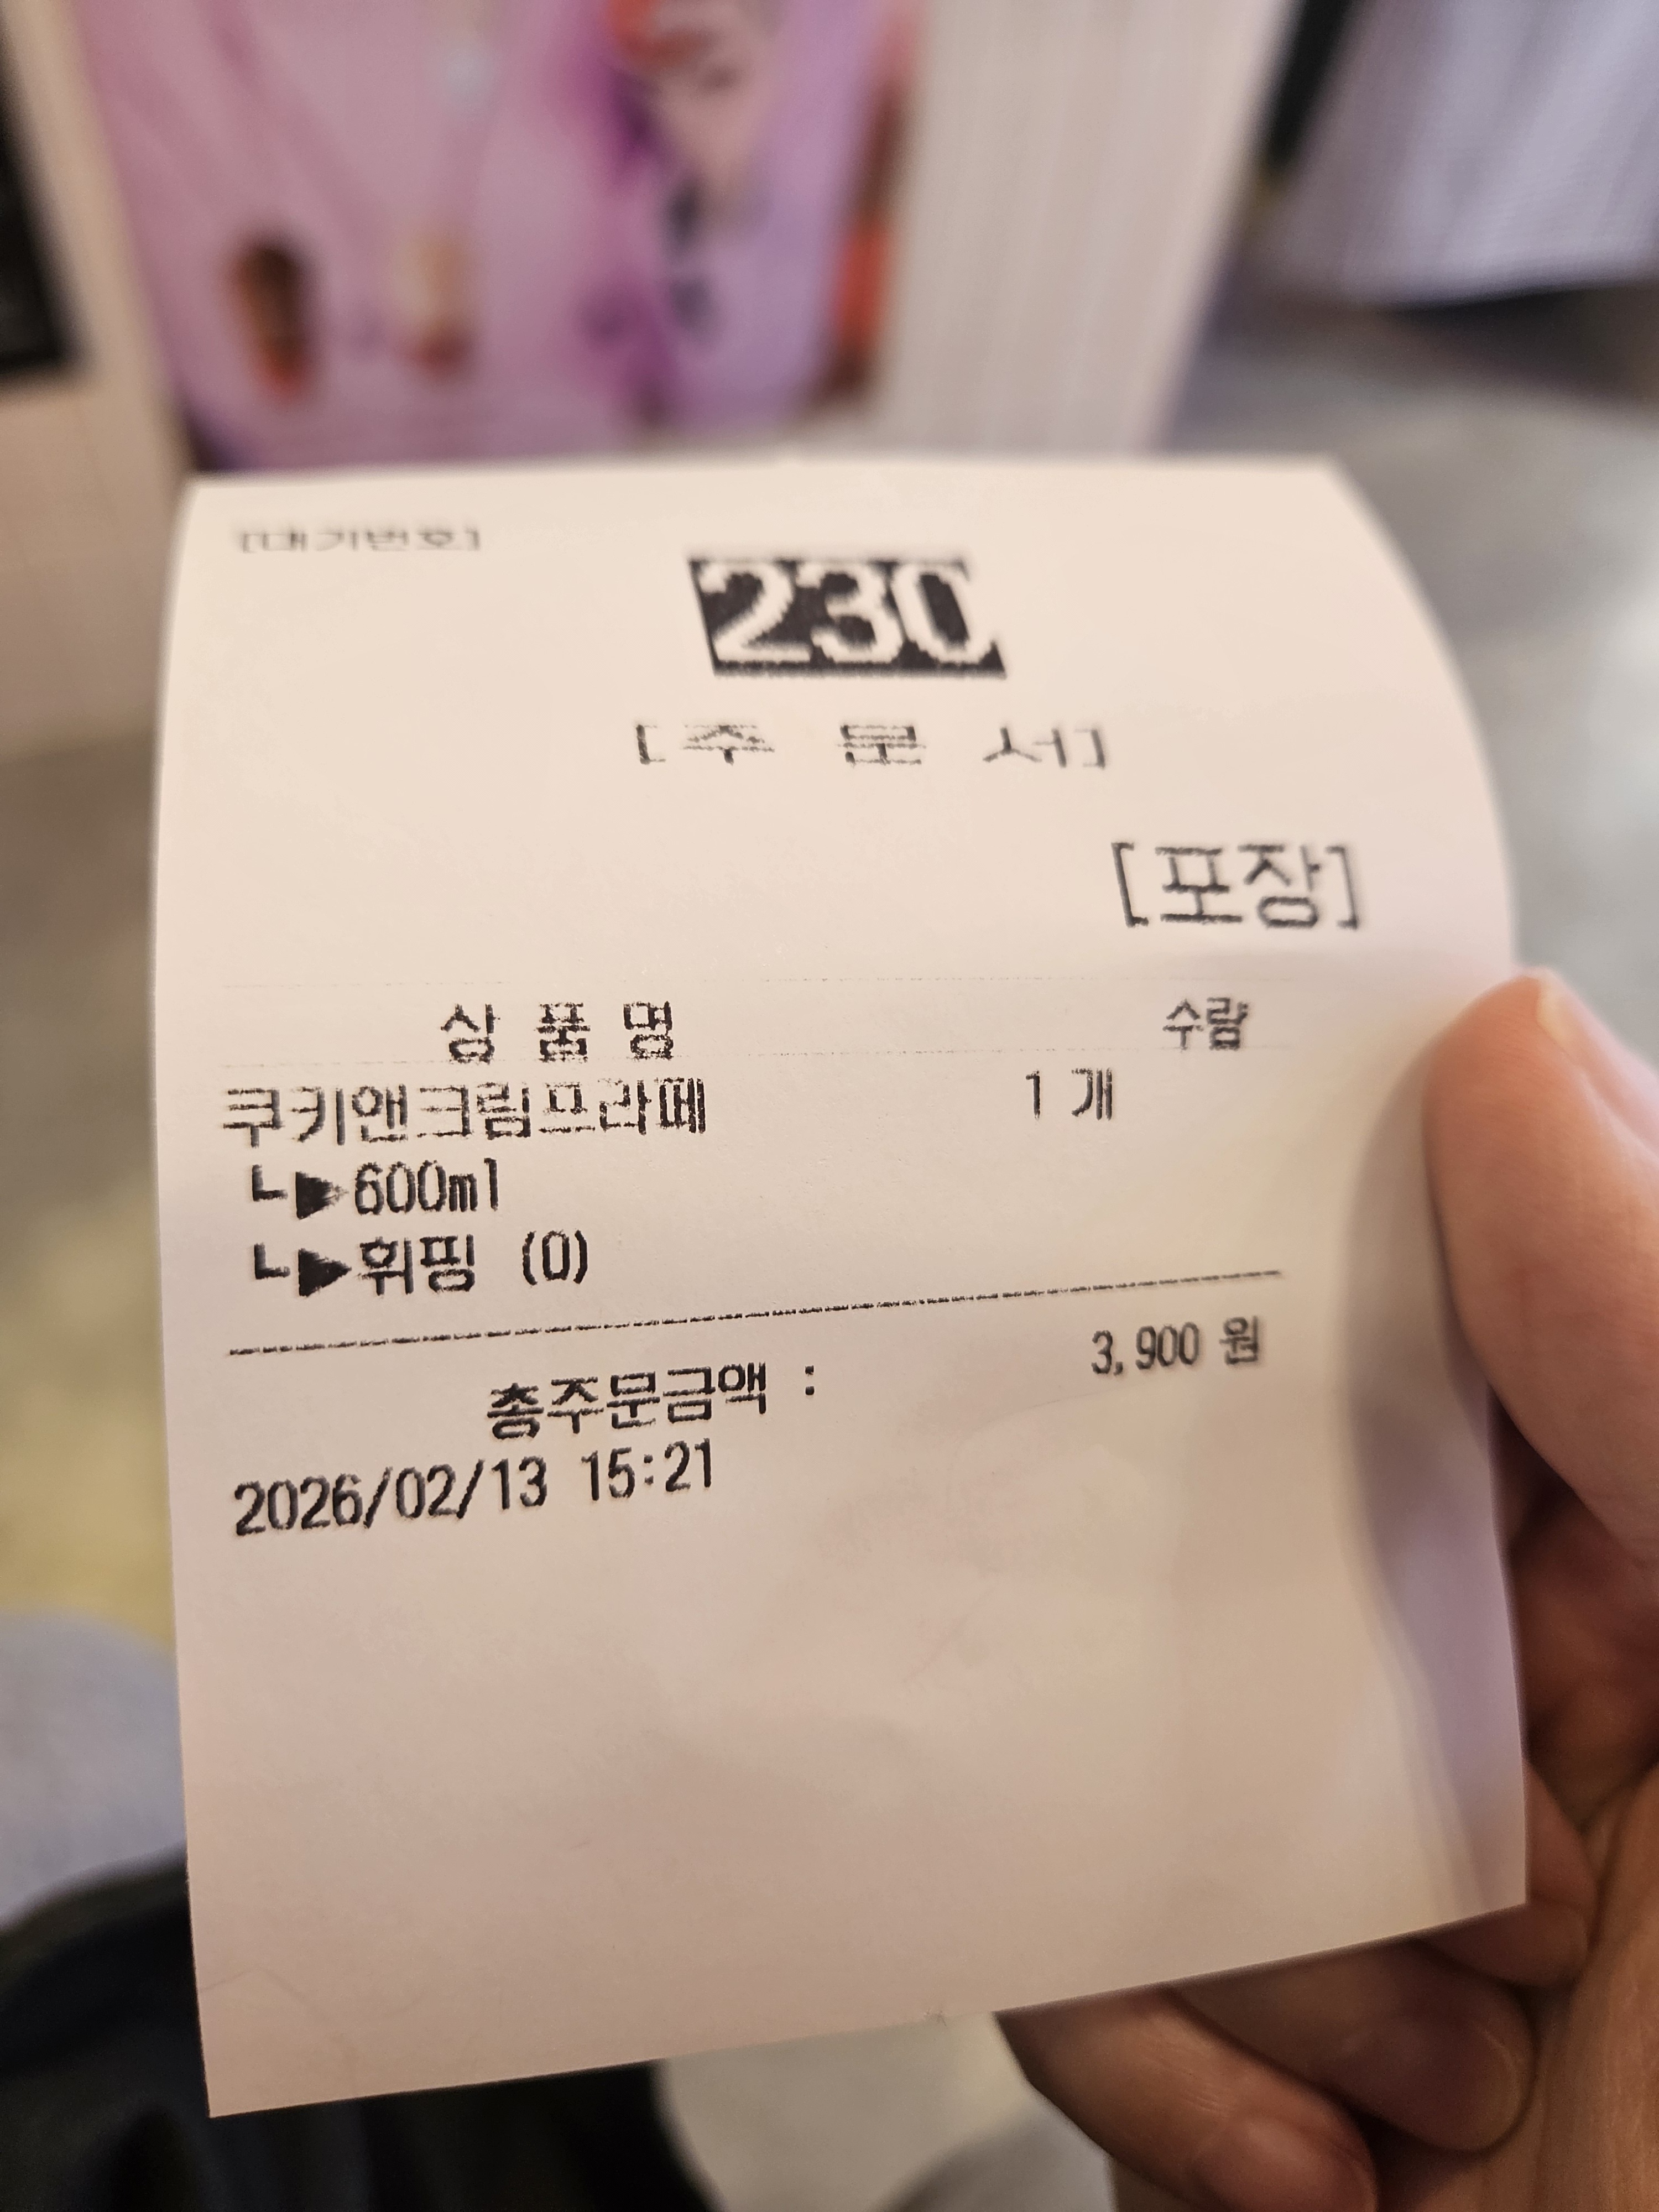 [대기번호]
230
[주 문 서]
[포장]
상 품 명 수량
쿠키앤크림프라페 1 개
┗▶600ml
┗▶휘핑 (0)
총주문금액 : 3,900 원
2026/02/13 15:21